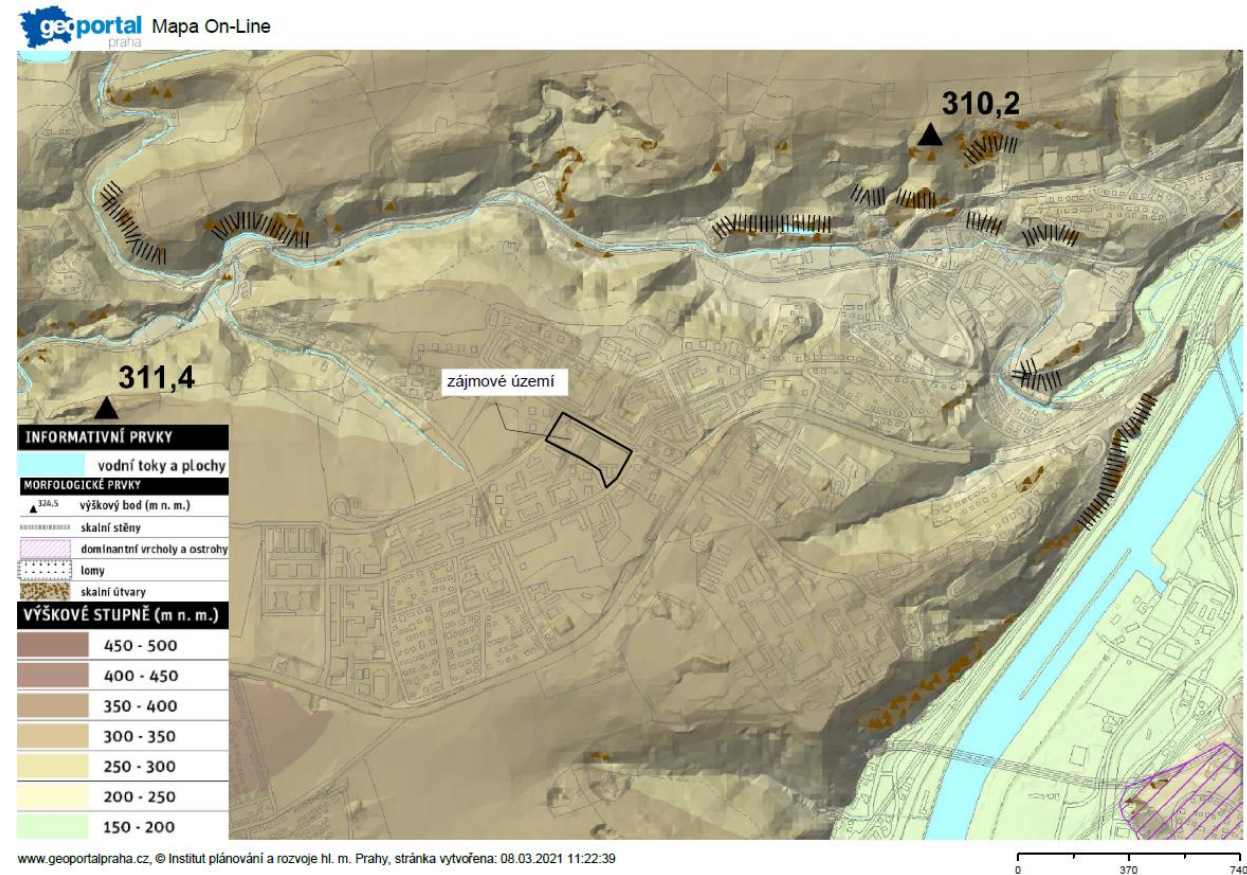 geoportal praha Mapa On-Line
310,2
311,4
zájmové území
INFORMATIVNÍ PRVKY
vodní toky a plochy
MORFOLOGICKÉ PRVKY
324,5 výškový bod (m n. m.)
skalní stěny
dominantní vrcholy a ostrohy
lomy
skalní útvary
VÝŠKOVÉ STUPNĚ (m n. m.)
450 - 500
400 - 450
350 - 400
300 - 350
250 - 300
200 - 250
150 - 200
www.geoportalpraha.cz, © Institut plánování a rozvoje hl. m. Prahy, stránka vytvořena: 08.03.2021 11:22:39
0 370 740